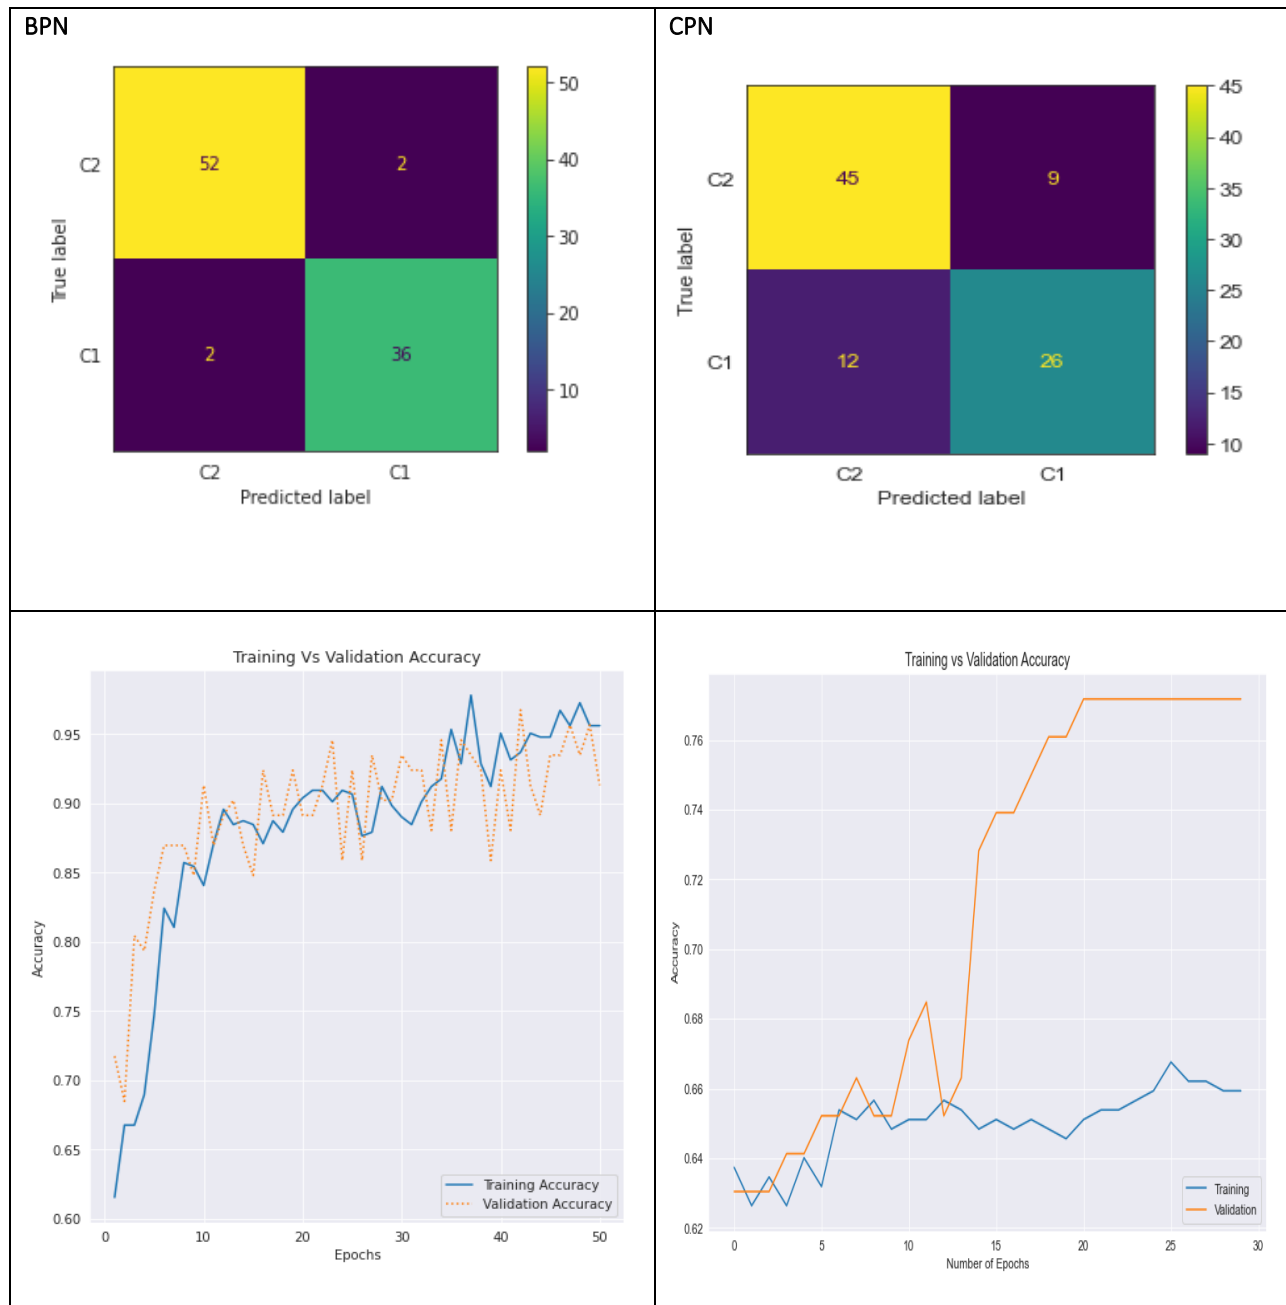 BPN
52
2
2
36
C2
C1
True label
C2
C1
Predicted label
50
40
30
20
10
CPN
45
9
12
26
C2
C1
True label
C2
C1
Predicted label
45
40
35
30
25
20
15
10
Training Vs Validation Accuracy
Accuracy
0.95
0.90
0.85
0.80
0.75
0.70
0.65
0.60
0
10
20
30
40
50
Epochs
Training Accuracy
Validation Accuracy
Training vs Validation Accuracy
Accuracy
0.76
0.74
0.72
0.70
0.68
0.66
0.64
0.62
0
5
10
15
20
25
30
Number of Epochs
Training
Validation